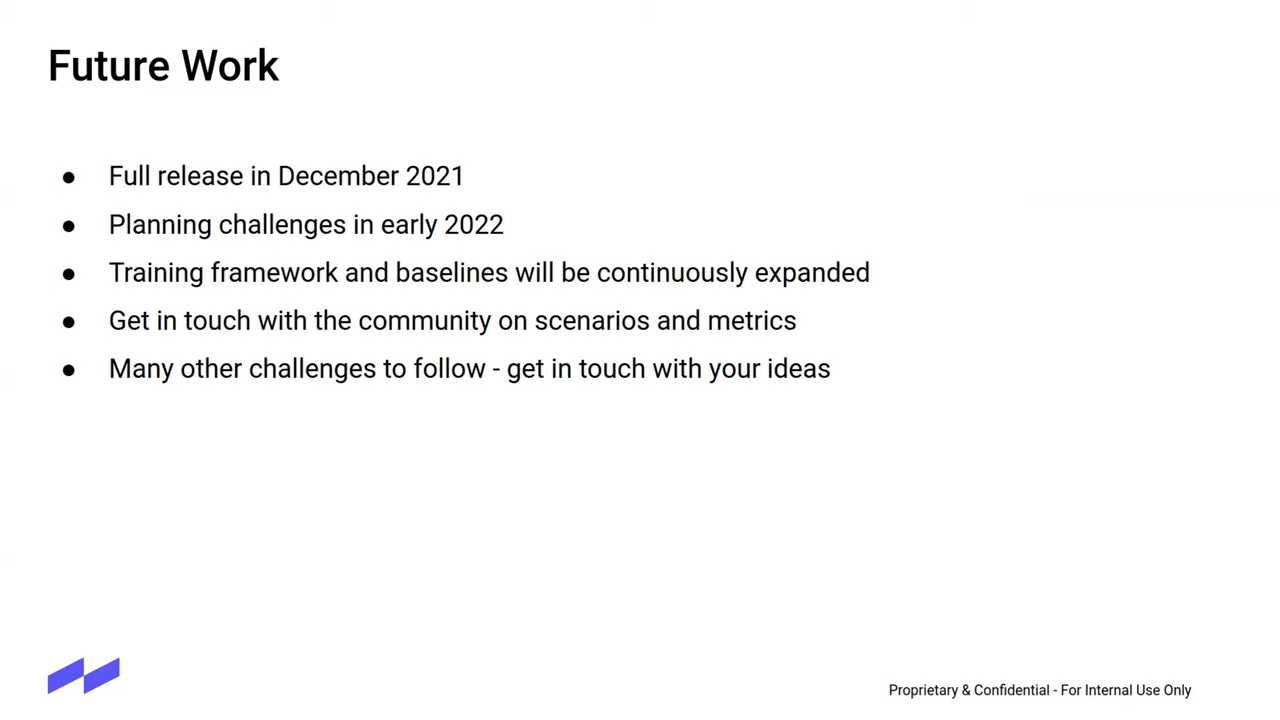 Future Work
● Full release in December 2021
● Planning challenges in early 2022
● Training framework and baselines will be continuously expanded
● Get in touch with the community on scenarios and metrics
● Many other challenges to follow - get in touch with your ideas
Proprietary & Confidential - For Internal Use Only